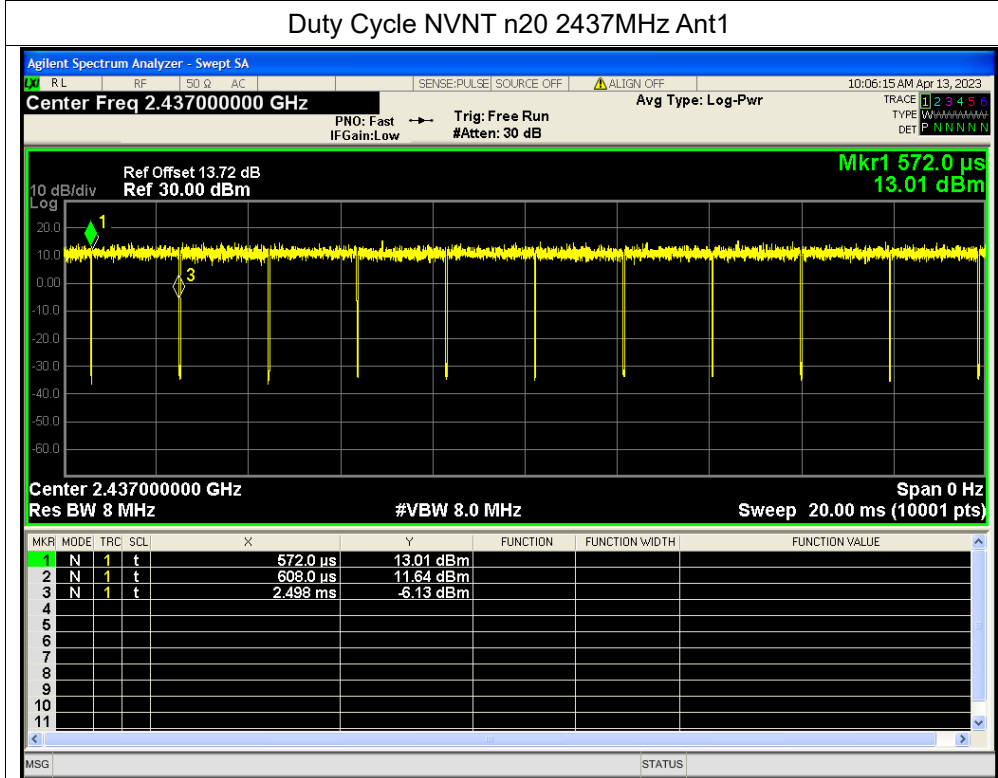 Duty Cycle NVNT n20 2437MHz Ant1
Agilent Spectrum Analyzer - Swept SA
LXI RL RF 50 Ω AC SENSE:PULSE SOURCE OFF ALIGN OFF 10:06:15 AM Apr 13, 2023
Center Freq 2.437000000 GHz Avg Type: Log-Pwr TRACE 1 2 3 4 5 6
PNO: Fast Trig: Free Run TYPE WWWWWW
IFGain:Low #Atten: 30 dB DET P N N N N N
Mkr1 572.0 µs
Ref Offset 13.72 dB
10 dB/div Ref 30.00 dBm 13.01 dBm
Log
20.0
1
10.0
3
0.00
-10.0
-20.0
-30.0
-40.0
-50.0
-60.0
Center 2.437000000 GHz Span 0 Hz
Res BW 8 MHz #VBW 8.0 MHz Sweep 20.00 ms (10001 pts)
MKR MODE TRC SCL X Y FUNCTION FUNCTION WIDTH FUNCTION VALUE
1 N 1 t 572.0 µs 13.01 dBm
2 N 1 t 608.0 µs 11.64 dBm
3 N 1 t 2.498 ms -6.13 dBm
4
5
6
7
8
9
10
11
MSG STATUS